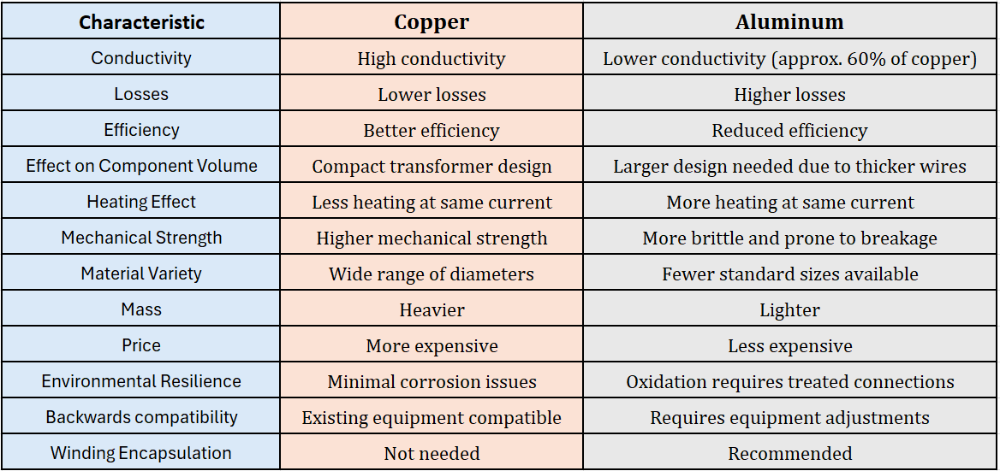 Characteristic Copper Aluminum
Conductivity High conductivity Lower conductivity (approx. 60% of copper)
Losses Lower losses Higher losses
Efficiency Better efficiency Reduced efficiency
Effect on Component Volume Compact transformer design Larger design needed due to thicker wires
Heating Effect Less heating at same current More heating at same current
Mechanical Strength Higher mechanical strength More brittle and prone to breakage
Material Variety Wide range of diameters Fewer standard sizes available
Mass Heavier Lighter
Price More expensive Less expensive
Environmental Resilience Minimal corrosion issues Oxidation requires treated connections
Backwards compatibility Existing equipment compatible Requires equipment adjustments
Winding Encapsulation Not needed Recommended